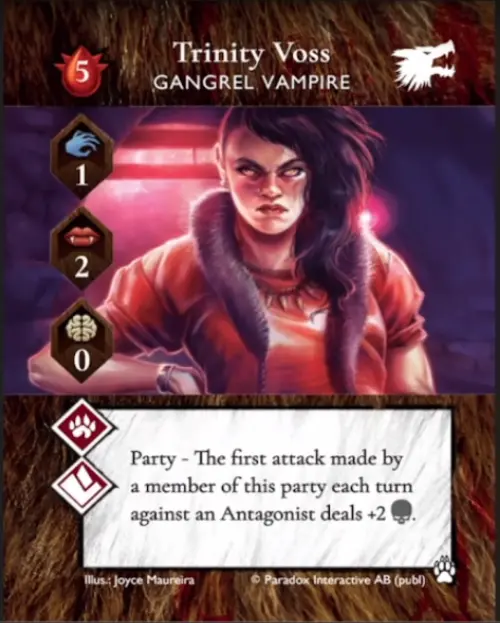 5
Trinity Voss
GANGREL VAMPIRE
1
2
0
Party - The first attack made by
a member of this party each turn
against an Antagonist deals +2 .
Illus.: Joyce Maureira © Paradox Interactive AB (publ)